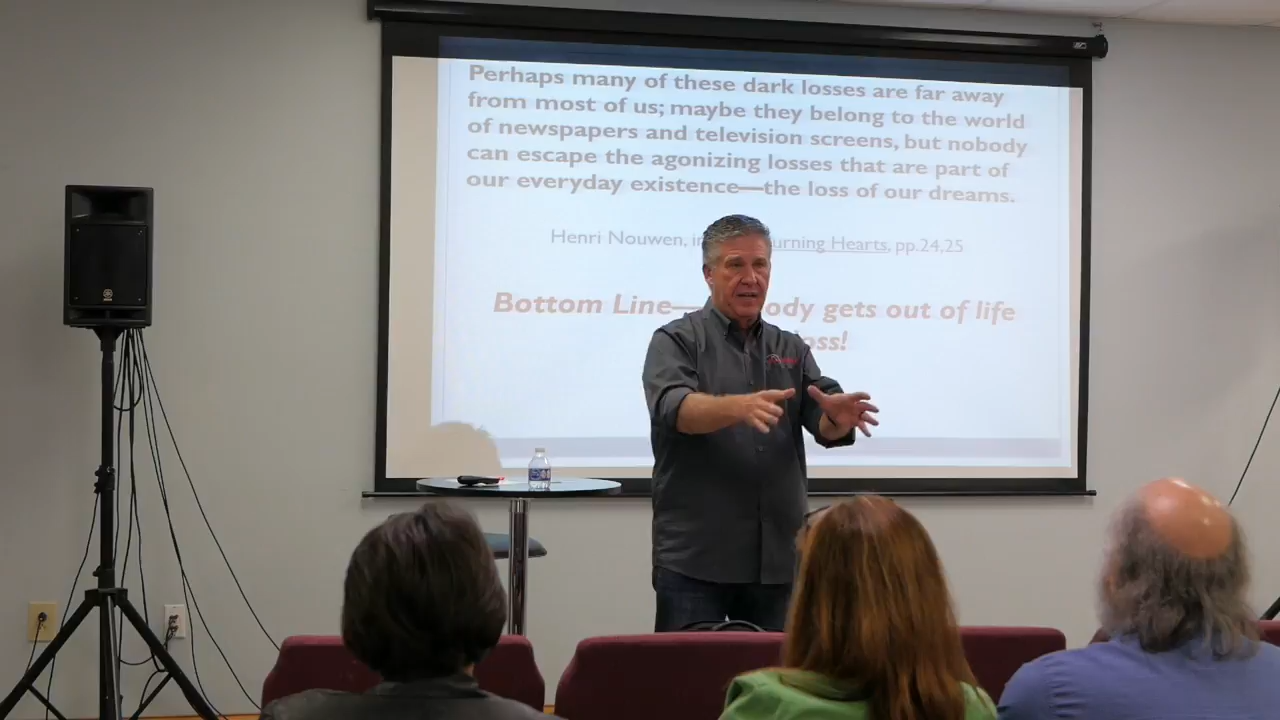 Perhaps many of these dark losses are far away
from most of us; maybe they belong to the world
of newspapers and television screens, but nobody
can escape the agonizing losses that are part of
our everyday existence—the loss of our dreams.
Henri Nouwen, urning Hearts, pp.24,25
Bottom Line— ody gets out of life
oss!